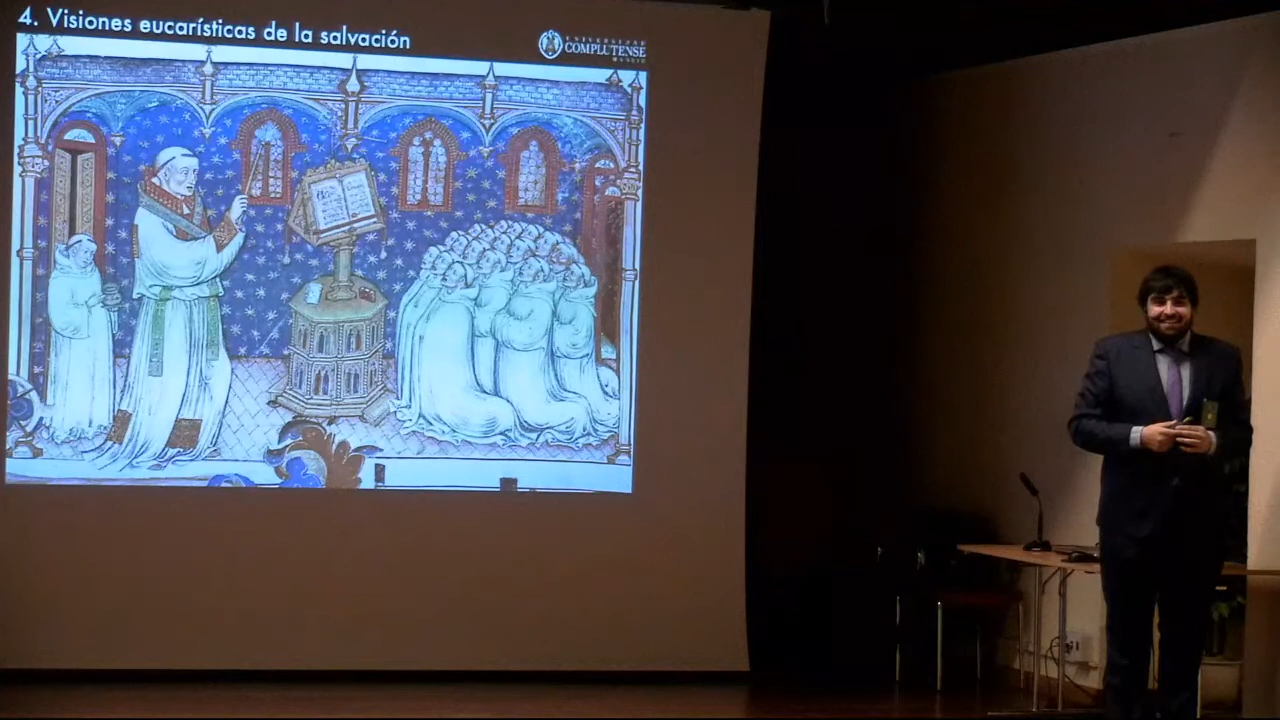 4. Visiones eucarísticas de la salvación
UNIVERSIDAD
COMPLUTENSE
MADRID